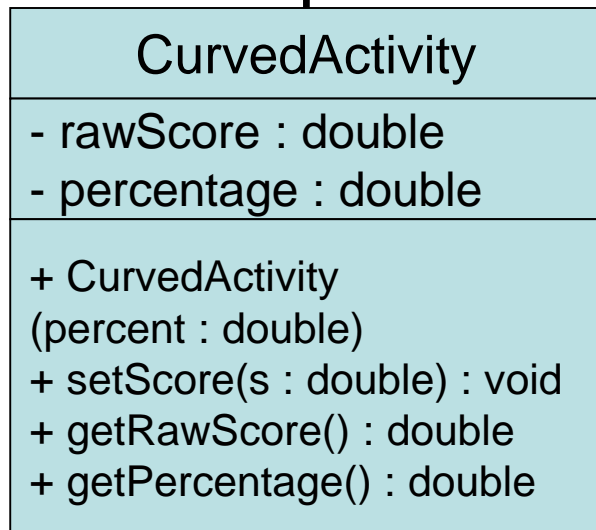 CurvedActivity
- rawScore : double
- percentage : double
+ CurvedActivity
(percent : double)
+ setScore(s : double) : void
+ getRawScore() : double
+ getPercentage() : double